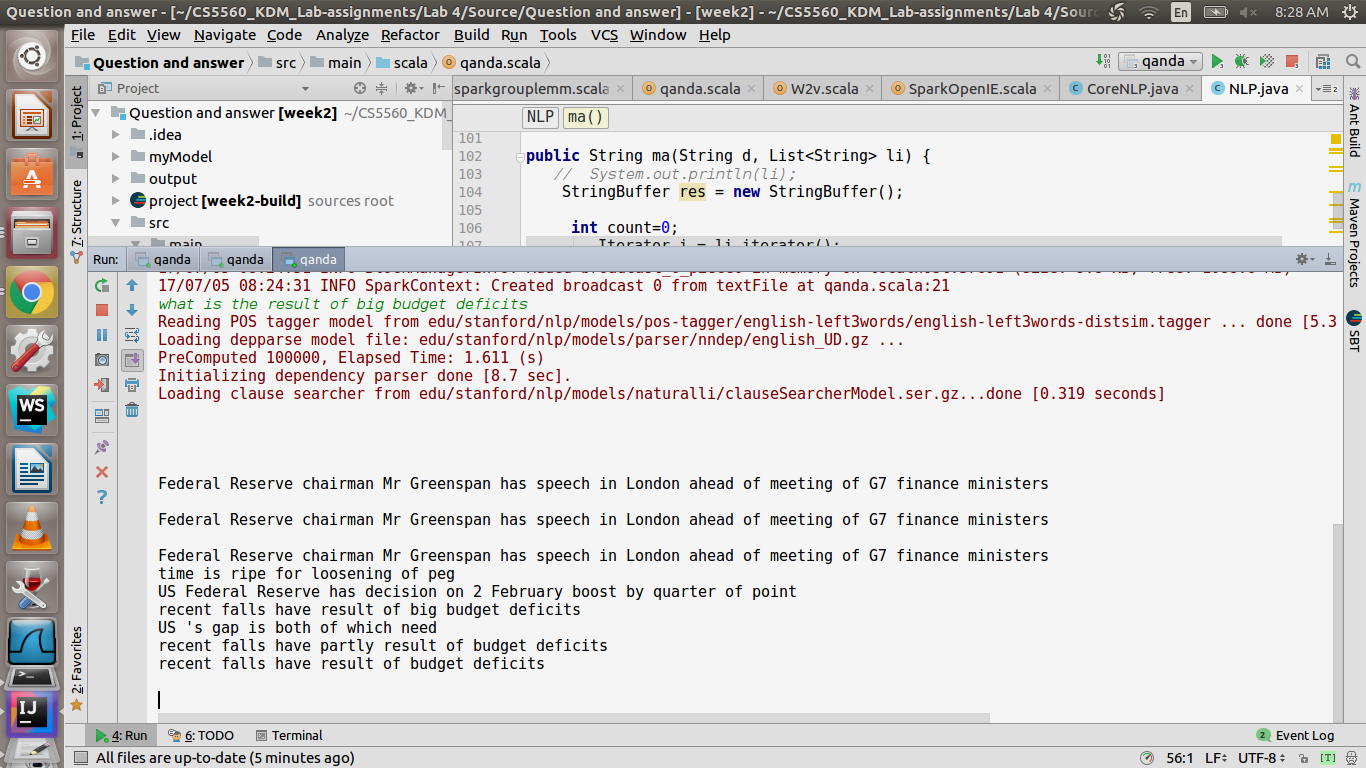 Question and answer - [~/CS5560_KDM_Lab-assignments/Lab 4/Source/Question and answer] - [week2] - ~/CS5560_KDM_Lab-assignments/Lab 4/Sourc
En
8:28 AM
File Edit View Navigate Code Analyze Refactor Build Run Tools VCS Window Help
Question and answer src main scala qanda.scala
qanda
Project
sparkgrouplemm.scala qanda.scala W2v.scala SparkOpenIE.scala CoreNLP.java NLP.java
Question and answer [week2] ~/CS5560_KDM_
.idea
myModel
output
project [week2-build] sources root
src
main
NLP ma()
101
102 public String ma(String d, List<String> li) {
103 // System.out.println(li);
104 StringBuffer res = new StringBuffer();
105
106 int count=0;
107 Iterator i = li.iterator();
1: Project
7: Structure
2: Favorites
Ant Build
Maven Projects
SBT
Run: qanda qanda qanda
17/07/05 08:24:31 INFO SparkContext: Created broadcast 0 from textFile at qanda.scala:21
what is the result of big budget deficits
Reading POS tagger model from edu/stanford/nlp/models/pos-tagger/english-left3words/english-left3words-distsim.tagger ... done [5.3
Loading depparse model file: edu/stanford/nlp/models/parser/nndep/english_UD.gz ...
PreComputed 100000, Elapsed Time: 1.611 (s)
Initializing dependency parser done [8.7 sec].
Loading clause searcher from edu/stanford/nlp/models/naturalli/clauseSearcherModel.ser.gz...done [0.319 seconds]
Federal Reserve chairman Mr Greenspan has speech in London ahead of meeting of G7 finance ministers
Federal Reserve chairman Mr Greenspan has speech in London ahead of meeting of G7 finance ministers
Federal Reserve chairman Mr Greenspan has speech in London ahead of meeting of G7 finance ministers
time is ripe for loosening of peg
US Federal Reserve has decision on 2 February boost by quarter of point
recent falls have result of big budget deficits
US 's gap is both of which need
recent falls have partly result of budget deficits
recent falls have result of budget deficits
4: Run 6: TODO Terminal
2 Event Log
All files are up-to-date (5 minutes ago)
56:1 LF UTF-8 [T]
WS
IJ